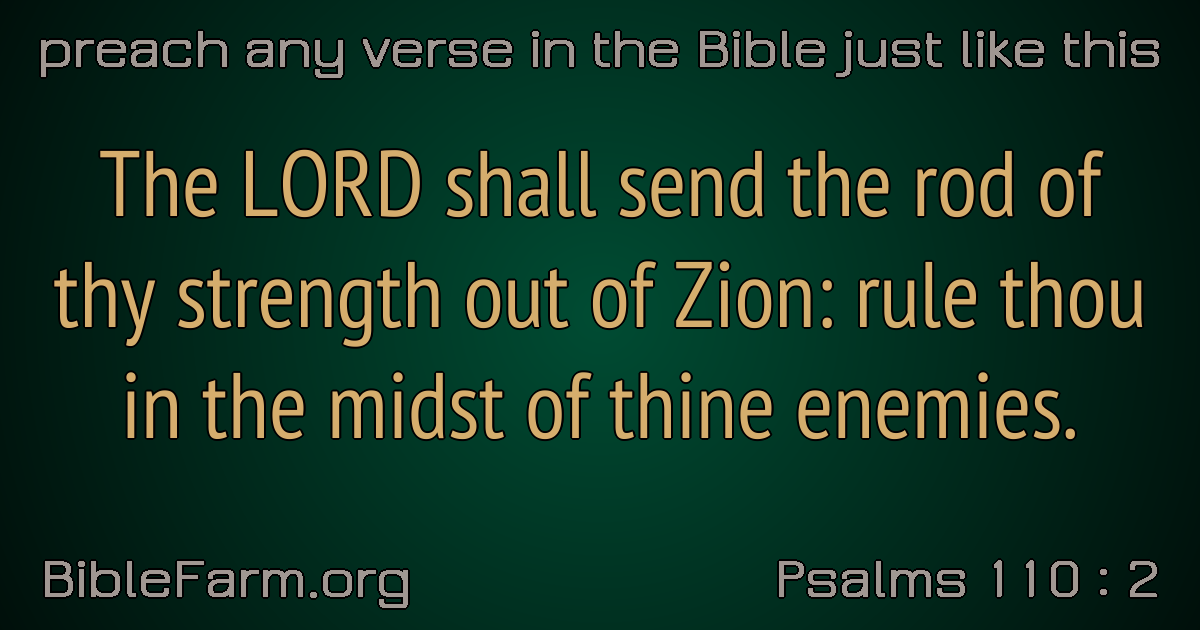 preach any verse in the Bible just like this
The LORD shall send the rod of
thy strength out of Zion: rule thou
in the midst of thine enemies.
BibleFarm.org
Psalms 110 : 2